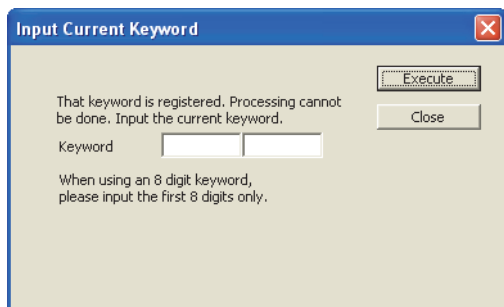 Input Current Keyword
Execute
That keyword is registered. Processing cannot
be done. Input the current keyword.
Close
Keyword
When using an 8 digit keyword,
please input the first 8 digits only.